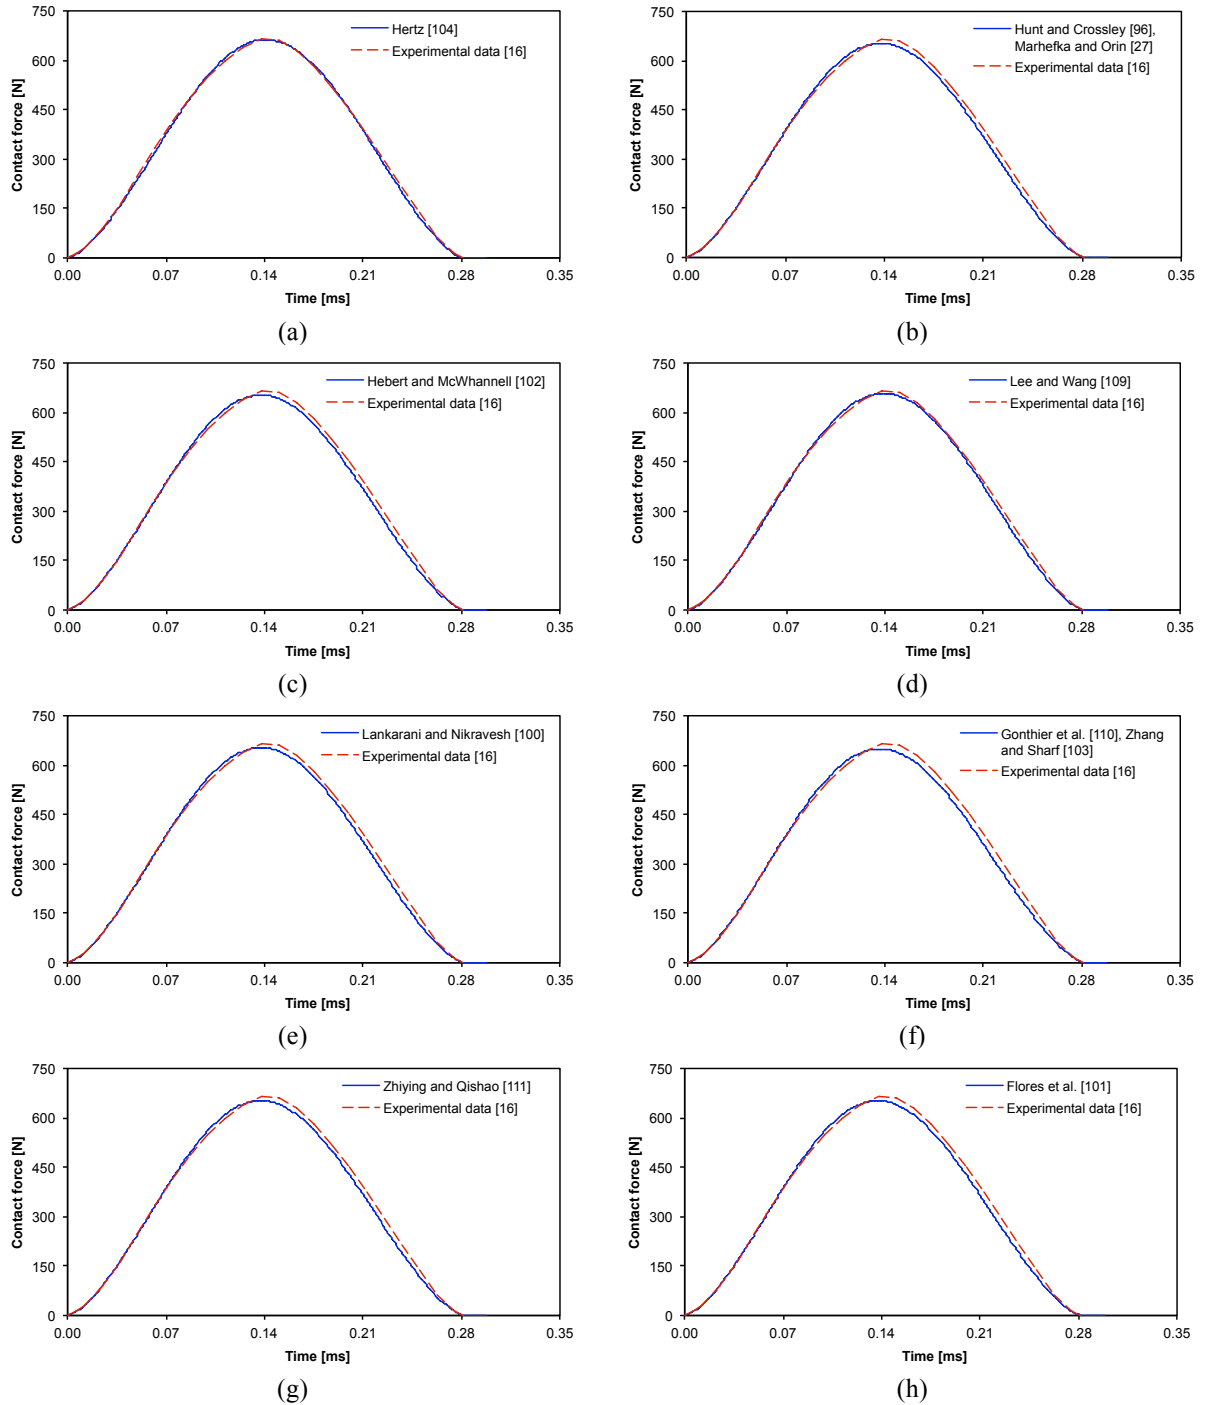 750
600
450
300
150
0
Contact force [N]
Hertz [104]
Experimental data [16]
0.00 0.07 0.14 0.21 0.28 0.35
Time [ms]
(a)
750
600
450
300
150
0
Contact force [N]
Hunt and Crossley [96],
Marhefka and Orin [27]
Experimental data [16]
0.00 0.07 0.14 0.21 0.28 0.35
Time [ms]
(b)
750
600
450
300
150
0
Contact force [N]
Hebert and McWhannell [102]
Experimental data [16]
0.00 0.07 0.14 0.21 0.28 0.35
Time [ms]
(c)
750
600
450
300
150
0
Contact force [N]
Lee and Wang [109]
Experimental data [16]
0.00 0.07 0.14 0.21 0.28 0.35
Time [ms]
(d)
750
600
450
300
150
0
Contact force [N]
Lankarani and Nikravesh [100]
Experimental data [16]
0.00 0.07 0.14 0.21 0.28 0.35
Time [ms]
(e)
750
600
450
300
150
0
Contact force [N]
Gonthier et al. [110], Zhang
and Sharf [103]
Experimental data [16]
0.00 0.07 0.14 0.21 0.28 0.35
Time [ms]
(f)
750
600
450
300
150
0
Contact force [N]
Zhiying and Qishao [111]
Experimental data [16]
0.00 0.07 0.14 0.21 0.28 0.35
Time [ms]
(g)
750
600
450
300
150
0
Contact force [N]
Flores et al. [101]
Experimental data [16]
0.00 0.07 0.14 0.21 0.28 0.35
Time [ms]
(h)